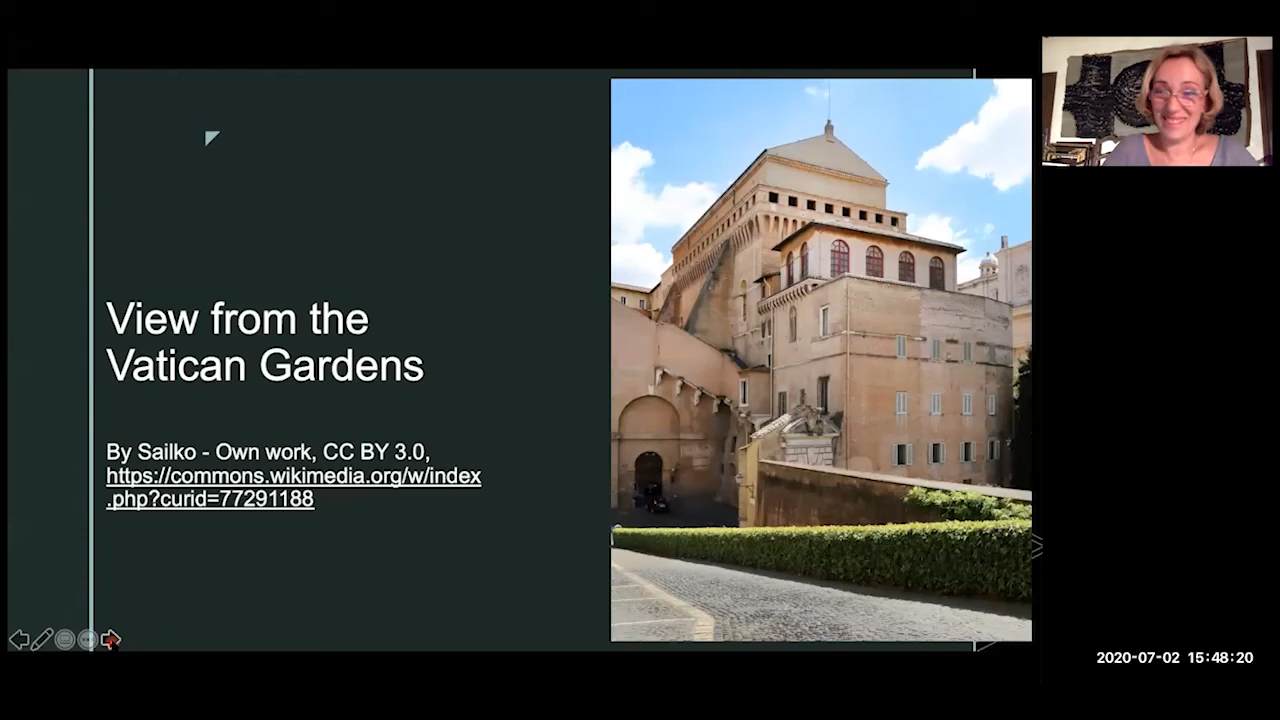 View from the
Vatican Gardens
By Sailko - Own work, CC BY 3.0,
https://commons.wikimedia.org/w/index
.php?curid=77291188
2020-07-02 15:48:20